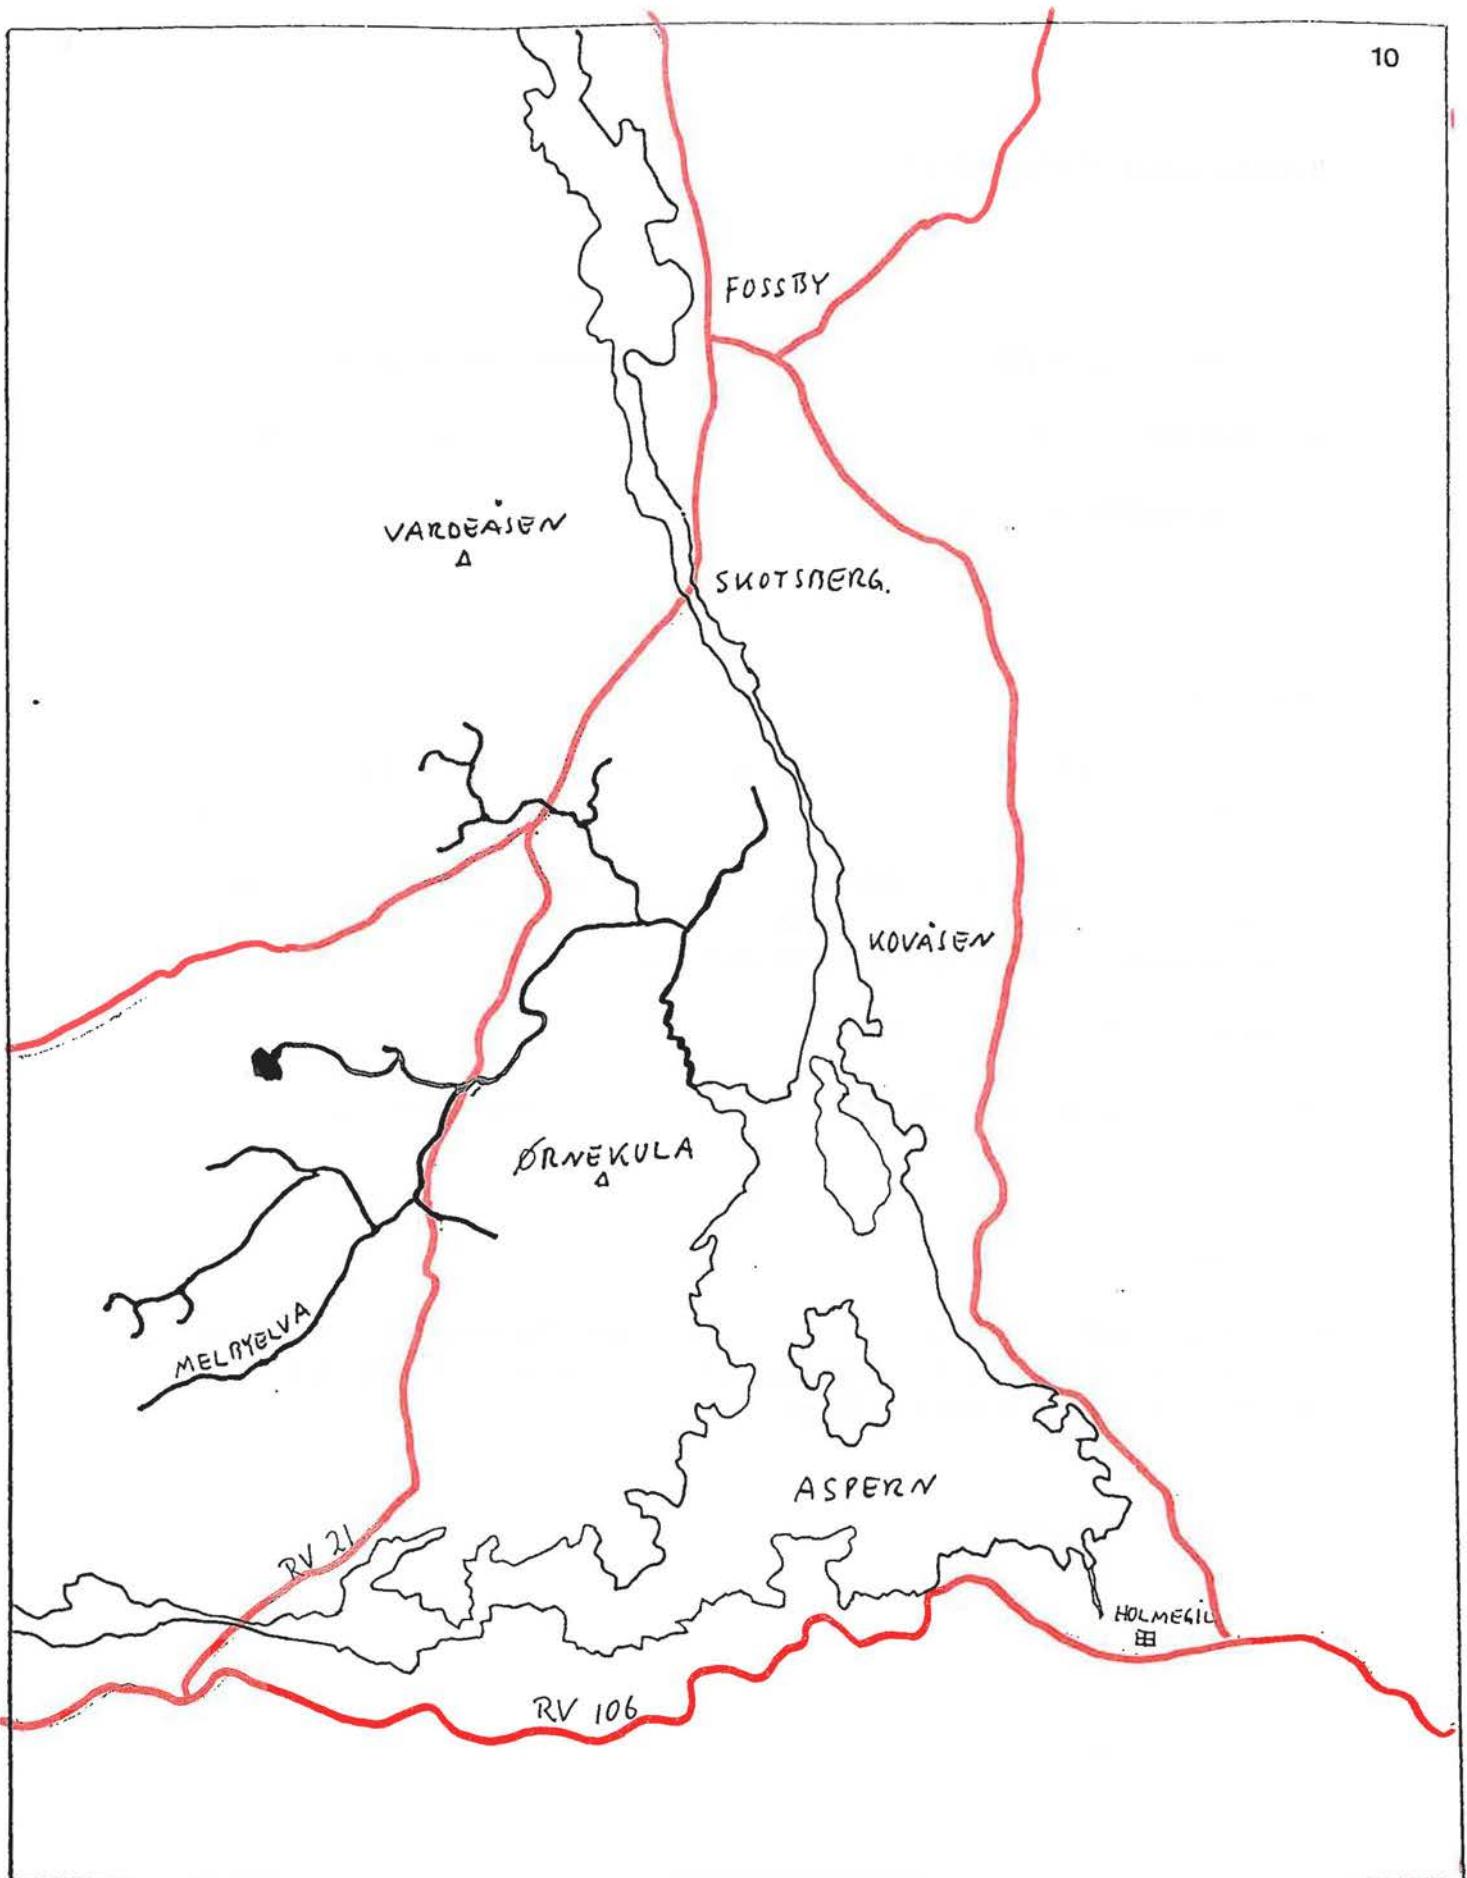 10
FOSSBY
VARDEÅSEN
SKOTSBERG.
KOVÅSEN
ØRNEKULA
MELBYELVA
ASPERN
RV 21
HOLMEGIL
RV 106